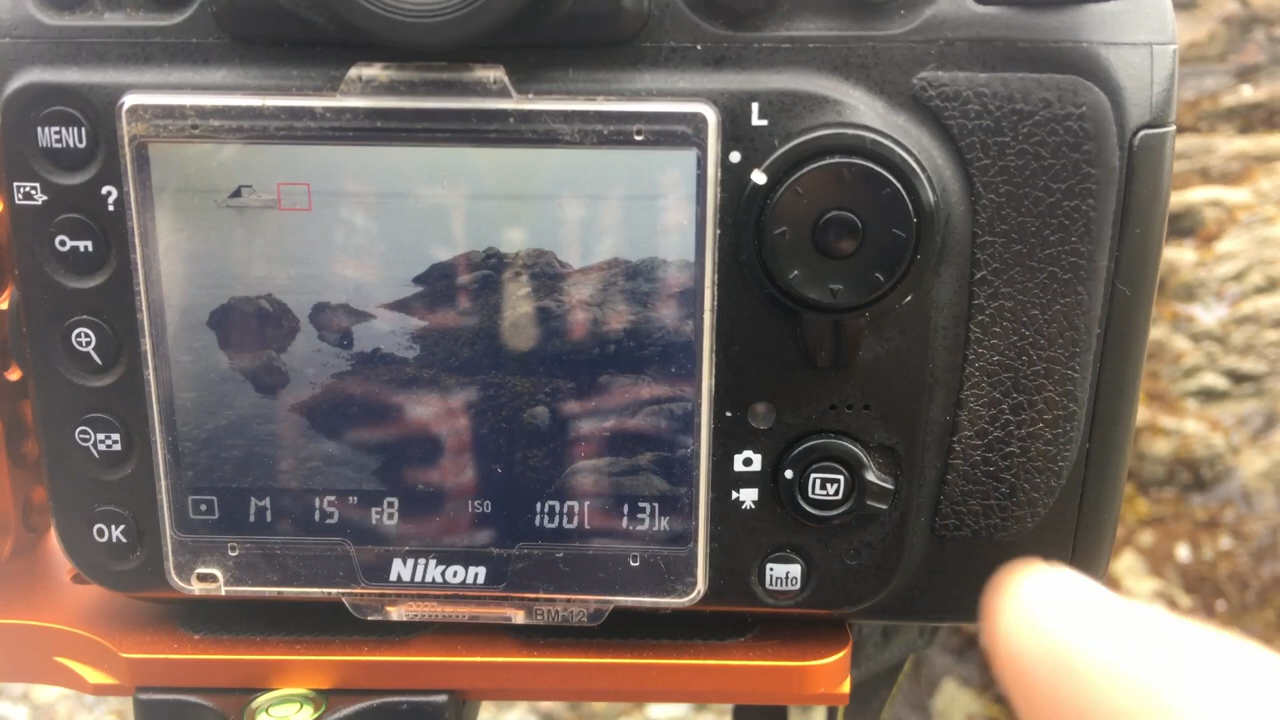 MENU
?
L
OK
M 15" F8 ISO 100[ 1.3]K
Lv
Nikon
info
BM-12